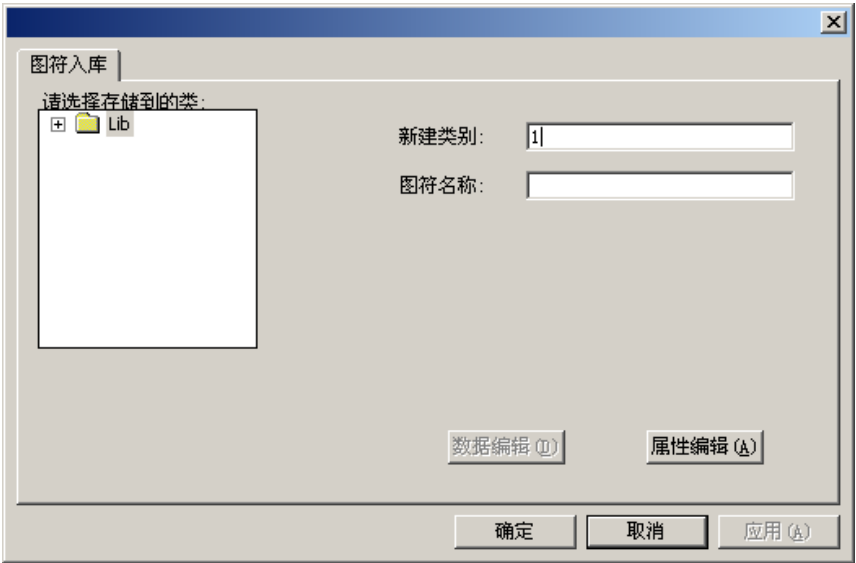 图符入库
请选择存储到的类:
Lib
新建类别: 1
图符名称:
数据编辑(D) 属性编辑(A)
确定 取消 应用(A)